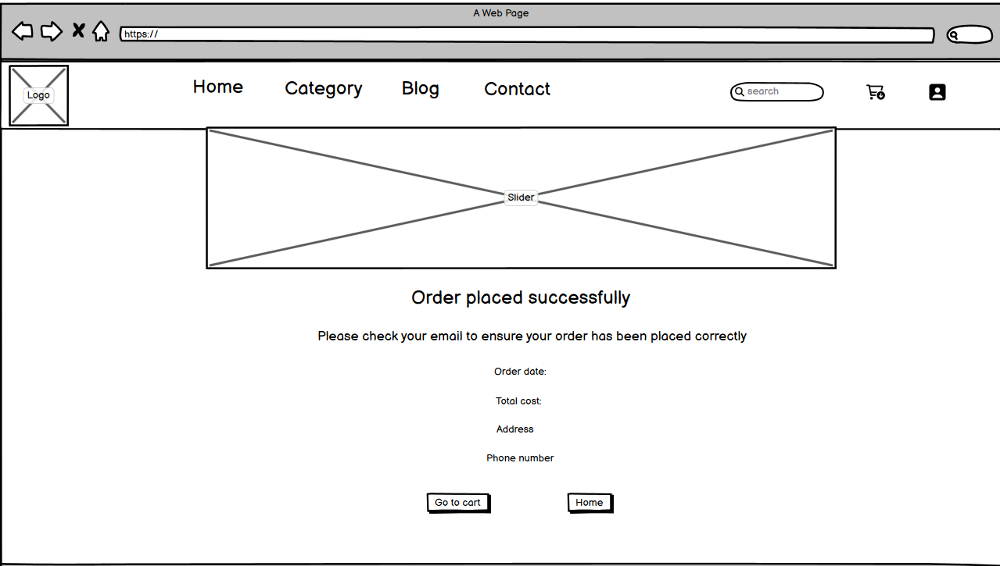 A Web Page
https://
Logo
Home Category Blog Contact search
Slider
Order placed successfully
Please check your email to ensure your order has been placed correctly
Order date:
Total cost:
Address
Phone number
Go to cart Home